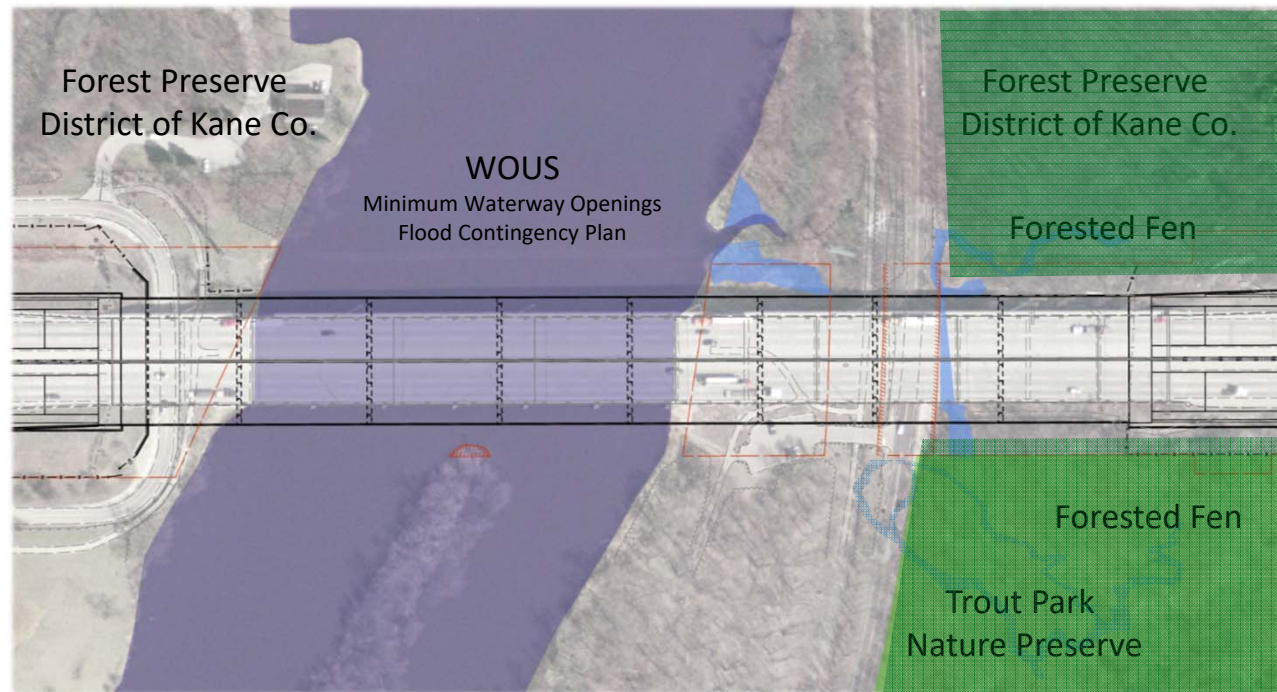 Forest Preserve
District of Kane Co.
WOUS
Minimum Waterway Openings
Flood Contingency Plan
Forest Preserve
District of Kane Co.
Forested Fen
Forested Fen
Trout Park
Nature Preserve